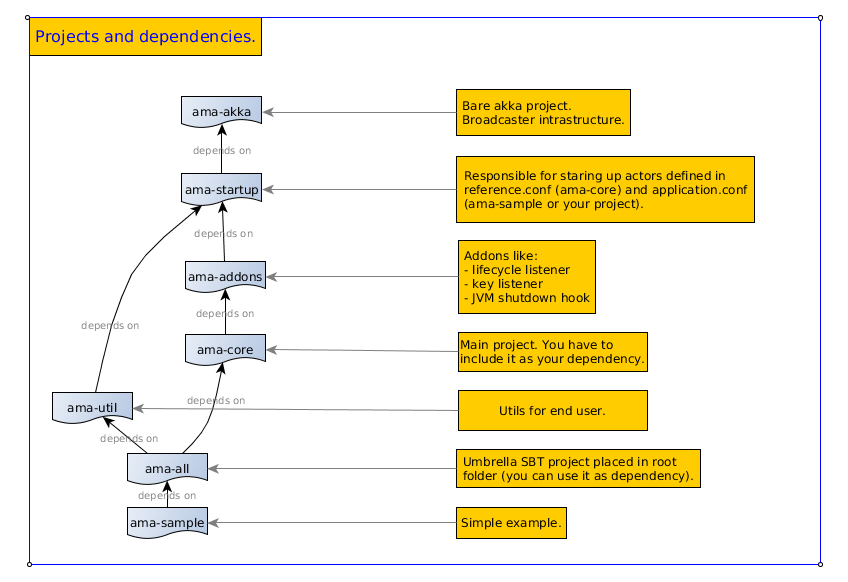 Projects and dependencies.
ama-akka
Bare akka project.
Broadcaster intrastructure.
depends on
ama-startup
Responsible for staring up actors defined in
reference.conf (ama-core) and application.conf
(ama-sample or your project).
depends on
ama-addons
Addons like:
- lifecycle listener
- key listener
- JVM shutdown hook
depends on
depends on
ama-core
Main project. You have to
include it as your dependency.
depends on
ama-util
Utils for end user.
depends on
ama-all
Umbrella SBT project placed in root
folder (you can use it as dependency).
depends on
ama-sample
Simple example.